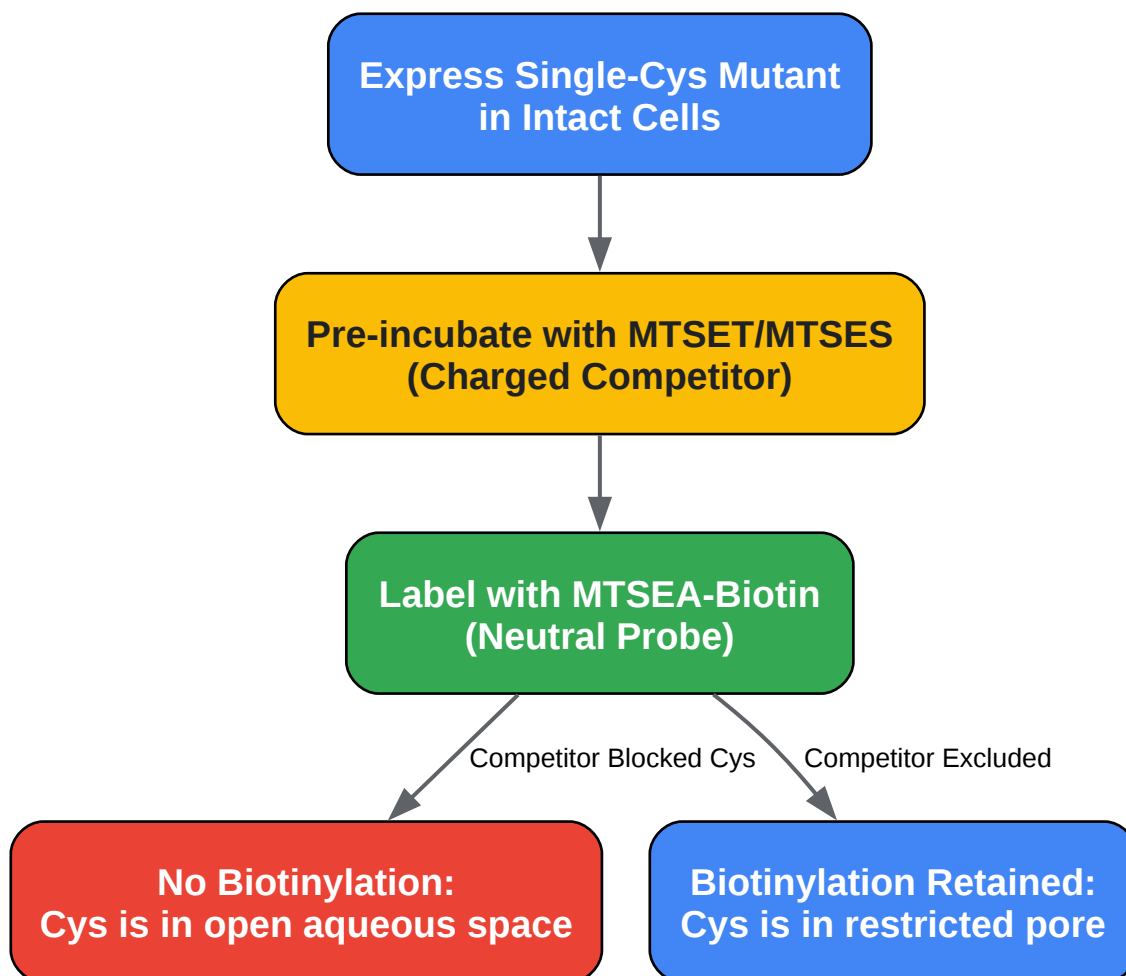 Express Single-Cys Mutant
in Intact Cells
Pre-incubate with MTSET/MTSES
(Charged Competitor)
Label with MTSEA-Biotin
(Neutral Probe)
Competitor Blocked Cys
Competitor Excluded
No Biotinylation:
Cys is in open aqueous space
Biotinylation Retained:
Cys is in restricted pore